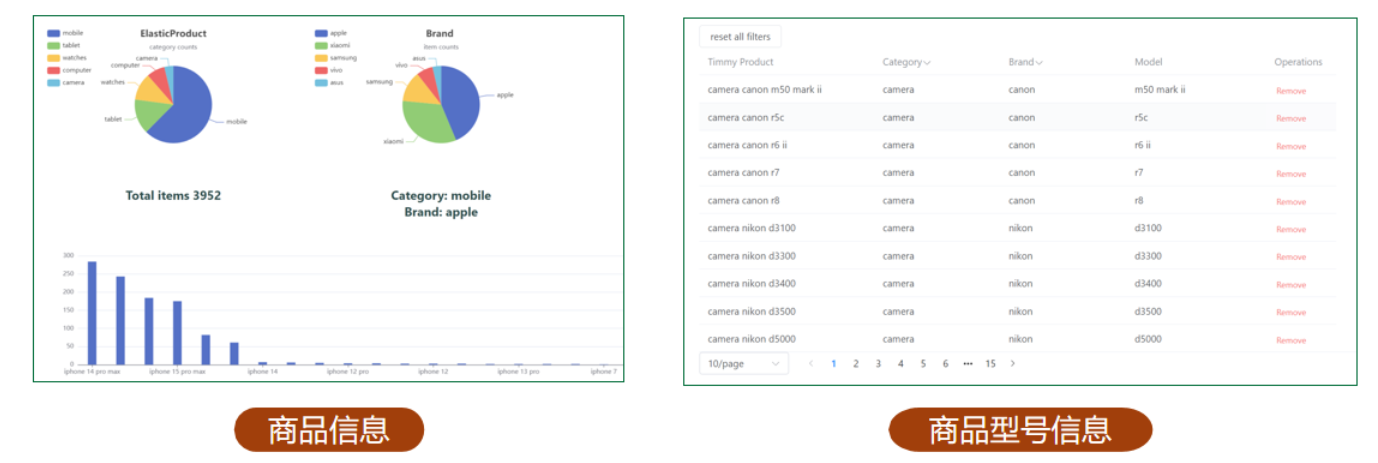 mobile
tablet
watches
computer
camera
ElasticProduct
category counts
camera
computer
watches
tablet
mobile
apple
xiaomi
samsung
vivo
asus
Brand
item counts
asus
vivo
samsung
xiaomi
apple
Total items 3952
Category: mobile
Brand: apple
300
250
200
150
100
50
0
iphone 14 pro max iphone 15 pro max iphone 14 iphone 12 pro iphone 12 iphone 13 pro iphone 7
商品信息
reset all filters
Timmy Product Category Brand Model Operations
camera canon m50 mark ii camera canon m50 mark ii Remove
camera canon r5c camera canon r5c Remove
camera canon r6 ii camera canon r6 ii Remove
camera canon r7 camera canon r7 Remove
camera canon r8 camera canon r8 Remove
camera nikon d3100 camera nikon d3100 Remove
camera nikon d3300 camera nikon d3300 Remove
camera nikon d3400 camera nikon d3400 Remove
camera nikon d3500 camera nikon d3500 Remove
camera nikon d5000 camera nikon d5000 Remove
10/page < 1 2 3 4 5 6 ••• 15 >
商品型号信息